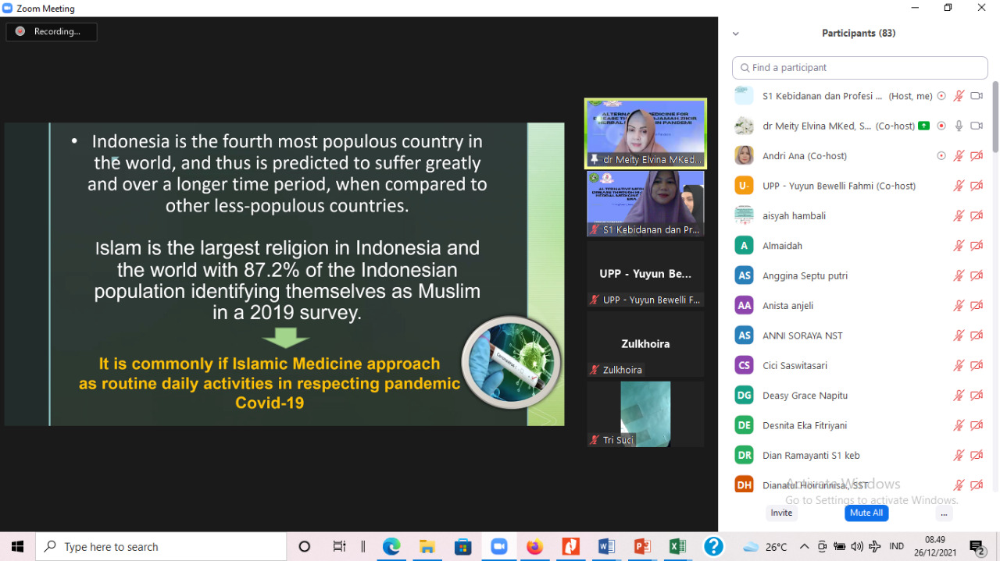 Zoom Meeting
Recording...
• Indonesia is the fourth most populous country in
the world, and thus is predicted to suffer greatly
and over a longer time period, when compared to
other less-populous countries.
Islam is the largest religion in Indonesia and
the world with 87.2% of the Indonesian
population identifying themselves as Muslim
in a 2019 survey.
It is commonly if Islamic Medicine approach
as routine daily activities in respecting pandemic
Covid-19
Coronavirus
dr Meity Elvina MKed...
S1 Kebidanan dan Pr...
UPP - Yuyun Be...
UPP - Yuyun Bewelli F...
Zulkhoira
Zulkhoira
Tri Suci
Participants (83)
Find a participant
S1 Kebidanan dan Profesi ... (Host, me)
dr Meity Elvina MKed, S... (Co-host)
Andri Ana (Co-host)
U- UPP - Yuyun Bewelli Fahmi (Co-host)
aisyah hambali
A Almaidah
AS Anggina Septu putri
AA Anista anjeli
AS ANNI SORAYA NST
CS Cici Saswitasari
DG Deasy Grace Napitu
DE Desnita Eka Fitriyani
DR Dian Ramayanti S1 keb
DH Dianatul Hoirunnisa,. SST
Activate Windows
Go to Settings to activate Windows.
Invite
Mute All
...
Type here to search
26°C
IND
08.49
26/12/2021
2